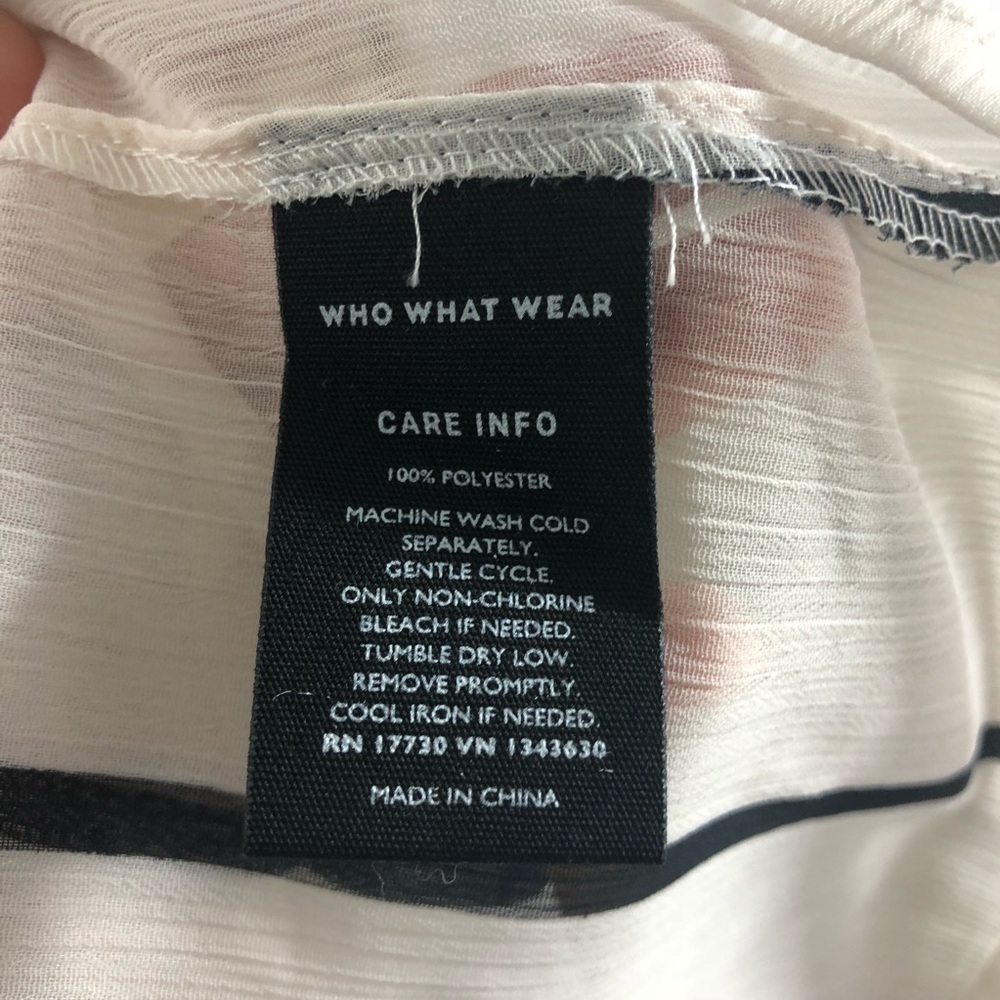 WHO WHAT WEAR
CARE INFO
100% POLYESTER
MACHINE WASH COLD
SEPARATELY.
GENTLE CYCLE.
ONLY NON-CHLORINE
BLEACH IF NEEDED.
TUMBLE DRY LOW.
REMOVE PROMPTLY.
COOL IRON IF NEEDED.
RN 17730 VN 1343630
MADE IN CHINA